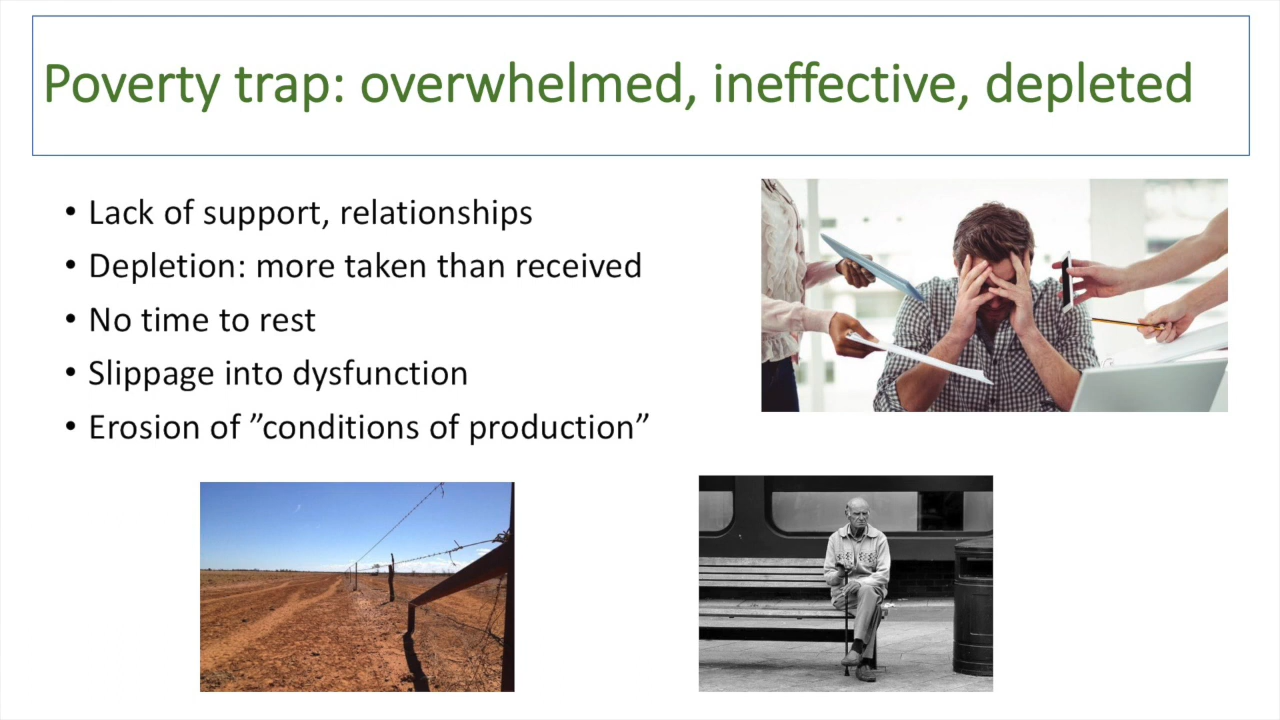 Poverty trap: overwhelmed, ineffective, depleted
• Lack of support, relationships
• Depletion: more taken than received
• No time to rest
• Slippage into dysfunction
• Erosion of ”conditions of production”